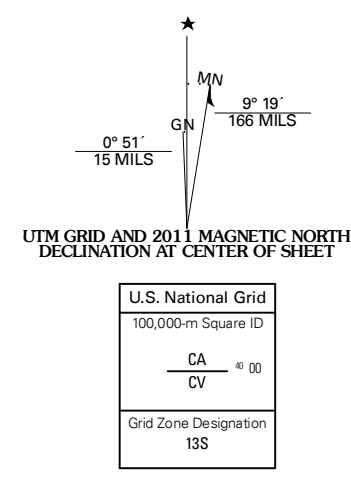 ★
MN
9° 19´
166 MILS
GN
0° 51´
15 MILS
UTM GRID AND 2011 MAGNETIC NORTH
DECLINATION AT CENTER OF SHEET
U.S. National Grid
100,000-m Square ID
CA
40 00
CV
Grid Zone Designation
13S